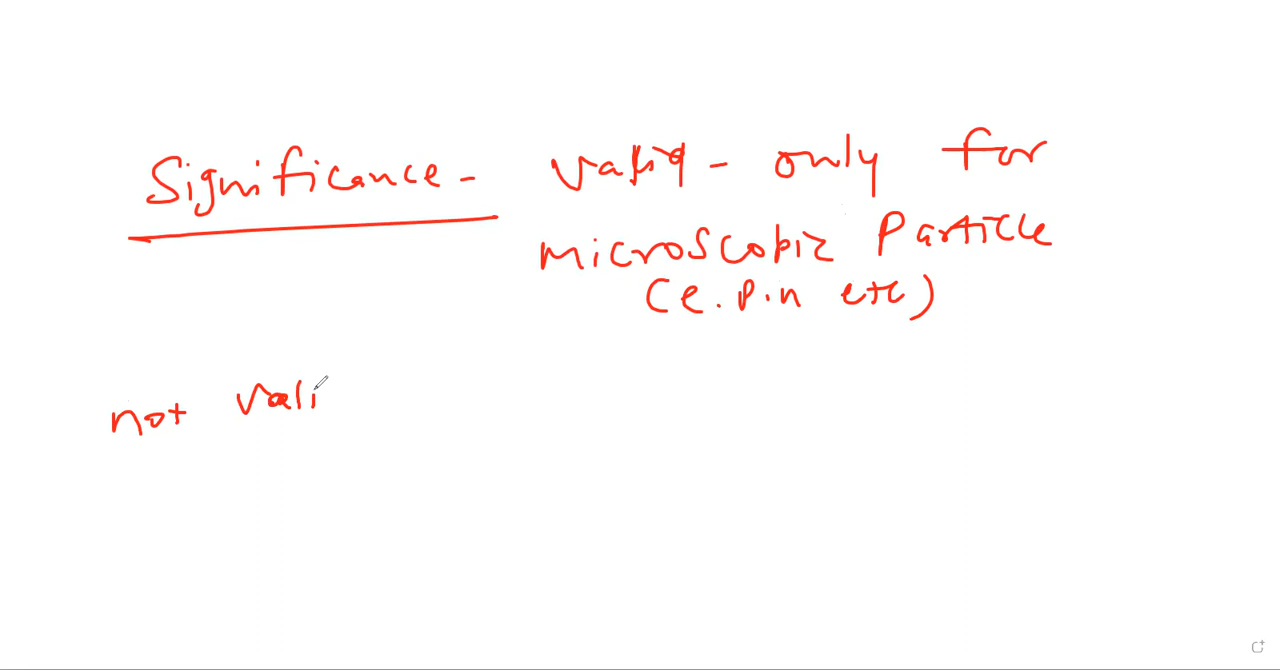 Significance - valid - only for
microscopic Particle
(e.p.n etc)
not vali